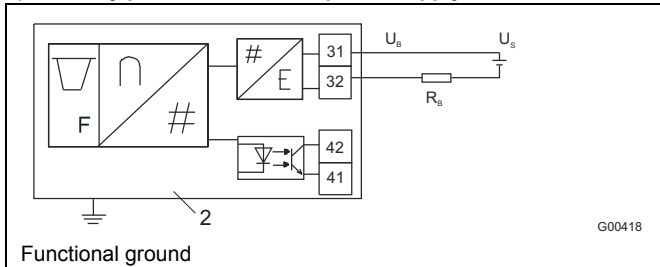 31 U_B U_S
# E
32
F ∩ # R_B
42
41
2
G00418
Functional ground